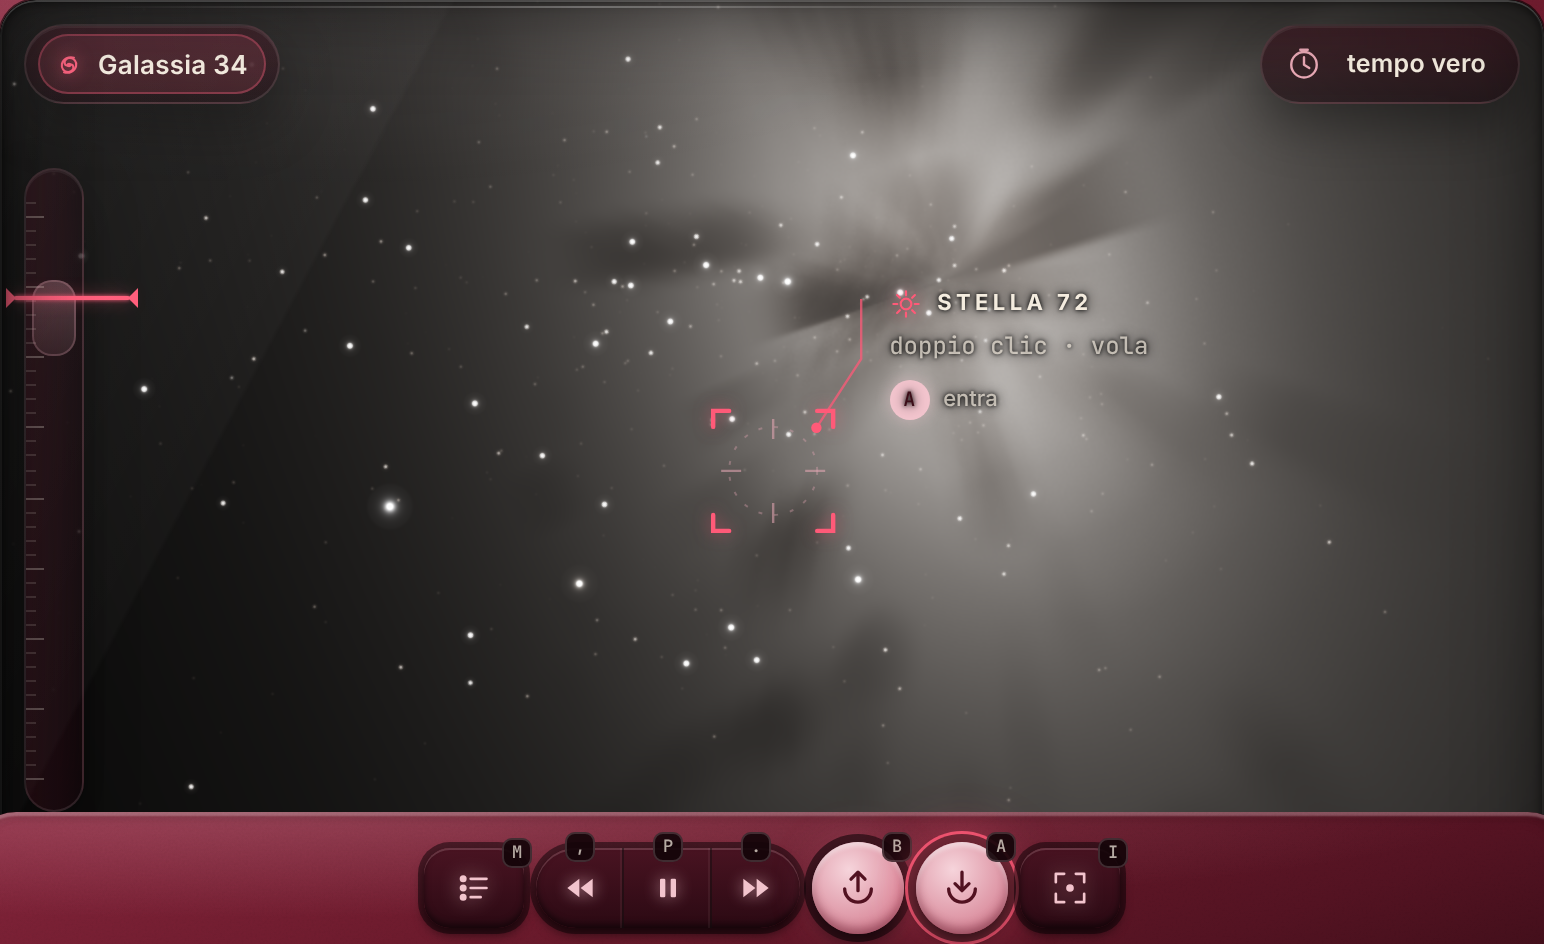 Galassia 34
tempo vero
STELLA 72
doppio clic · vola
A entra
M , P . B A I